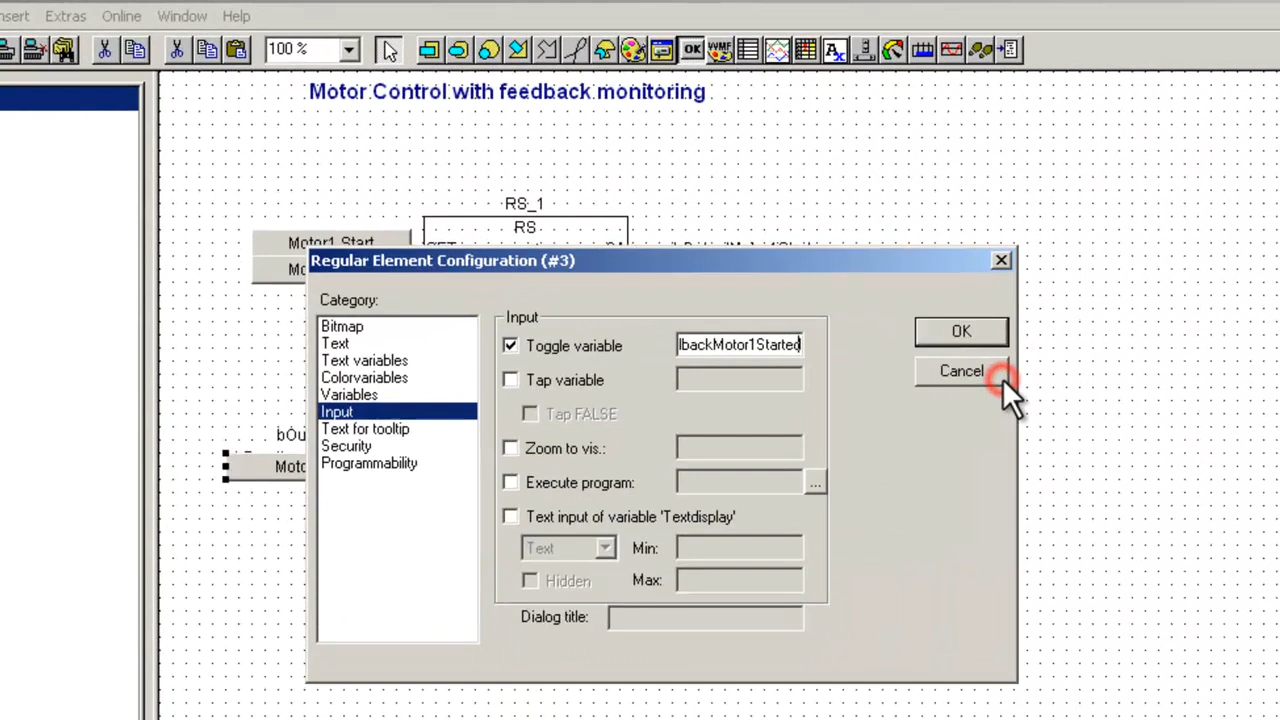 Extras Online Window Help
100 %
OK
WMF
Motor Control with feedback monitoring
RS_1
RS
Motor1 Start
Regular Element Configuration (#3)
Category:
Bitmap
Text
Text variables
Colorvariables
Variables
Input
Text for tooltip
Security
Programmability
Input
Toggle variable lbackMotor1Started
Tap variable
Tap FALSE
Zoom to vis.:
Execute program: ...
Text input of variable 'Textdisplay'
Text Min:
Hidden Max:
Dialog title:
OK
Cancel